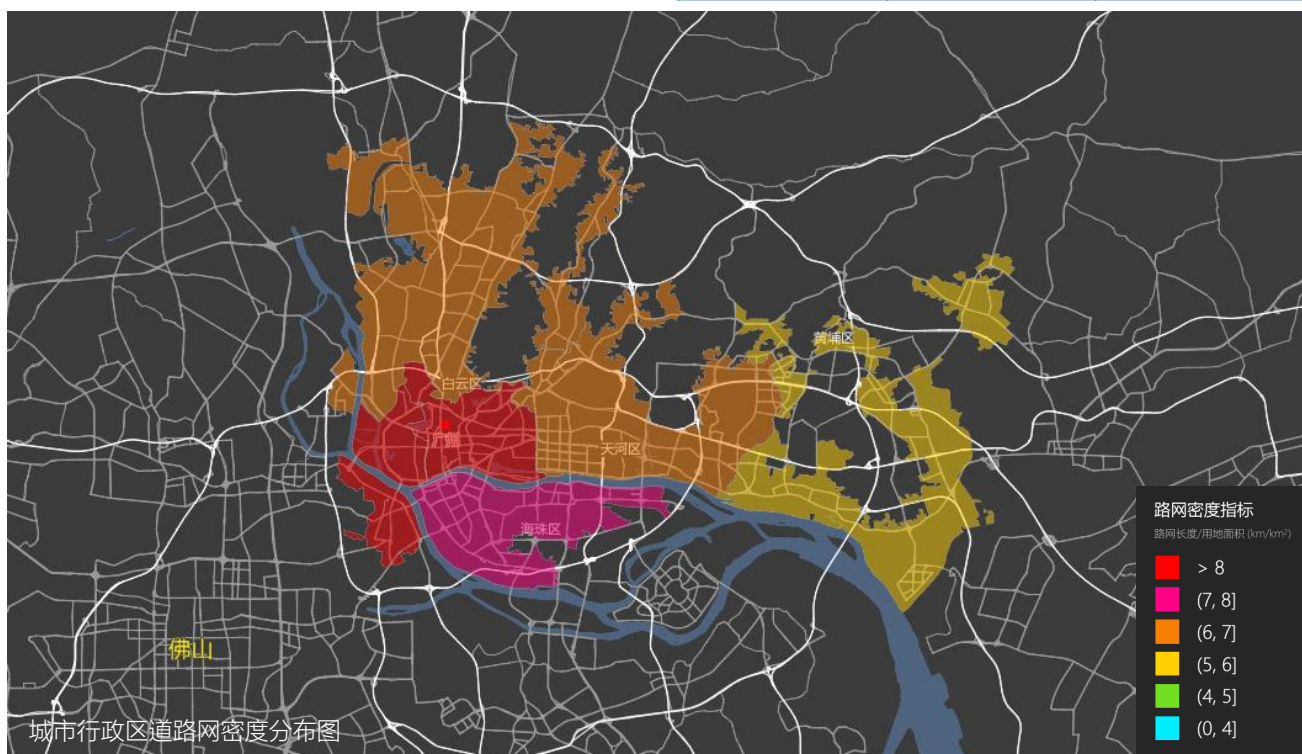 黄埔区
白云区
广州
天河区
海珠区
佛山
城市行政区道路网密度分布图
路网密度指标
路网长度/用地面积 (km/km²)
> 8
(7, 8]
(6, 7]
(5, 6]
(4, 5]
(0, 4]